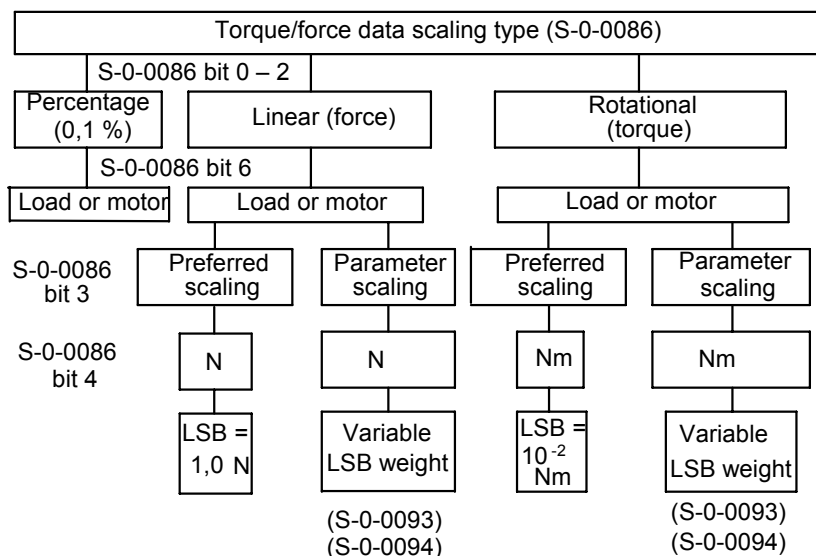 Torque/force data scaling type (S-0-0086)
S-0-0086 bit 0 – 2
Percentage
(0,1 %)
Linear (force)
Rotational
(torque)
S-0-0086 bit 6
Load or motor
Load or motor
Load or motor
S-0-0086
bit 3
Preferred
scaling
Parameter
scaling
Preferred
scaling
Parameter
scaling
S-0-0086
bit 4
N
N
Nm
Nm
LSB =
1,0 N
Variable
LSB weight
LSB =
10⁻²
Nm
Variable
LSB weight
(S-0-0093)
(S-0-0094)
(S-0-0093)
(S-0-0094)